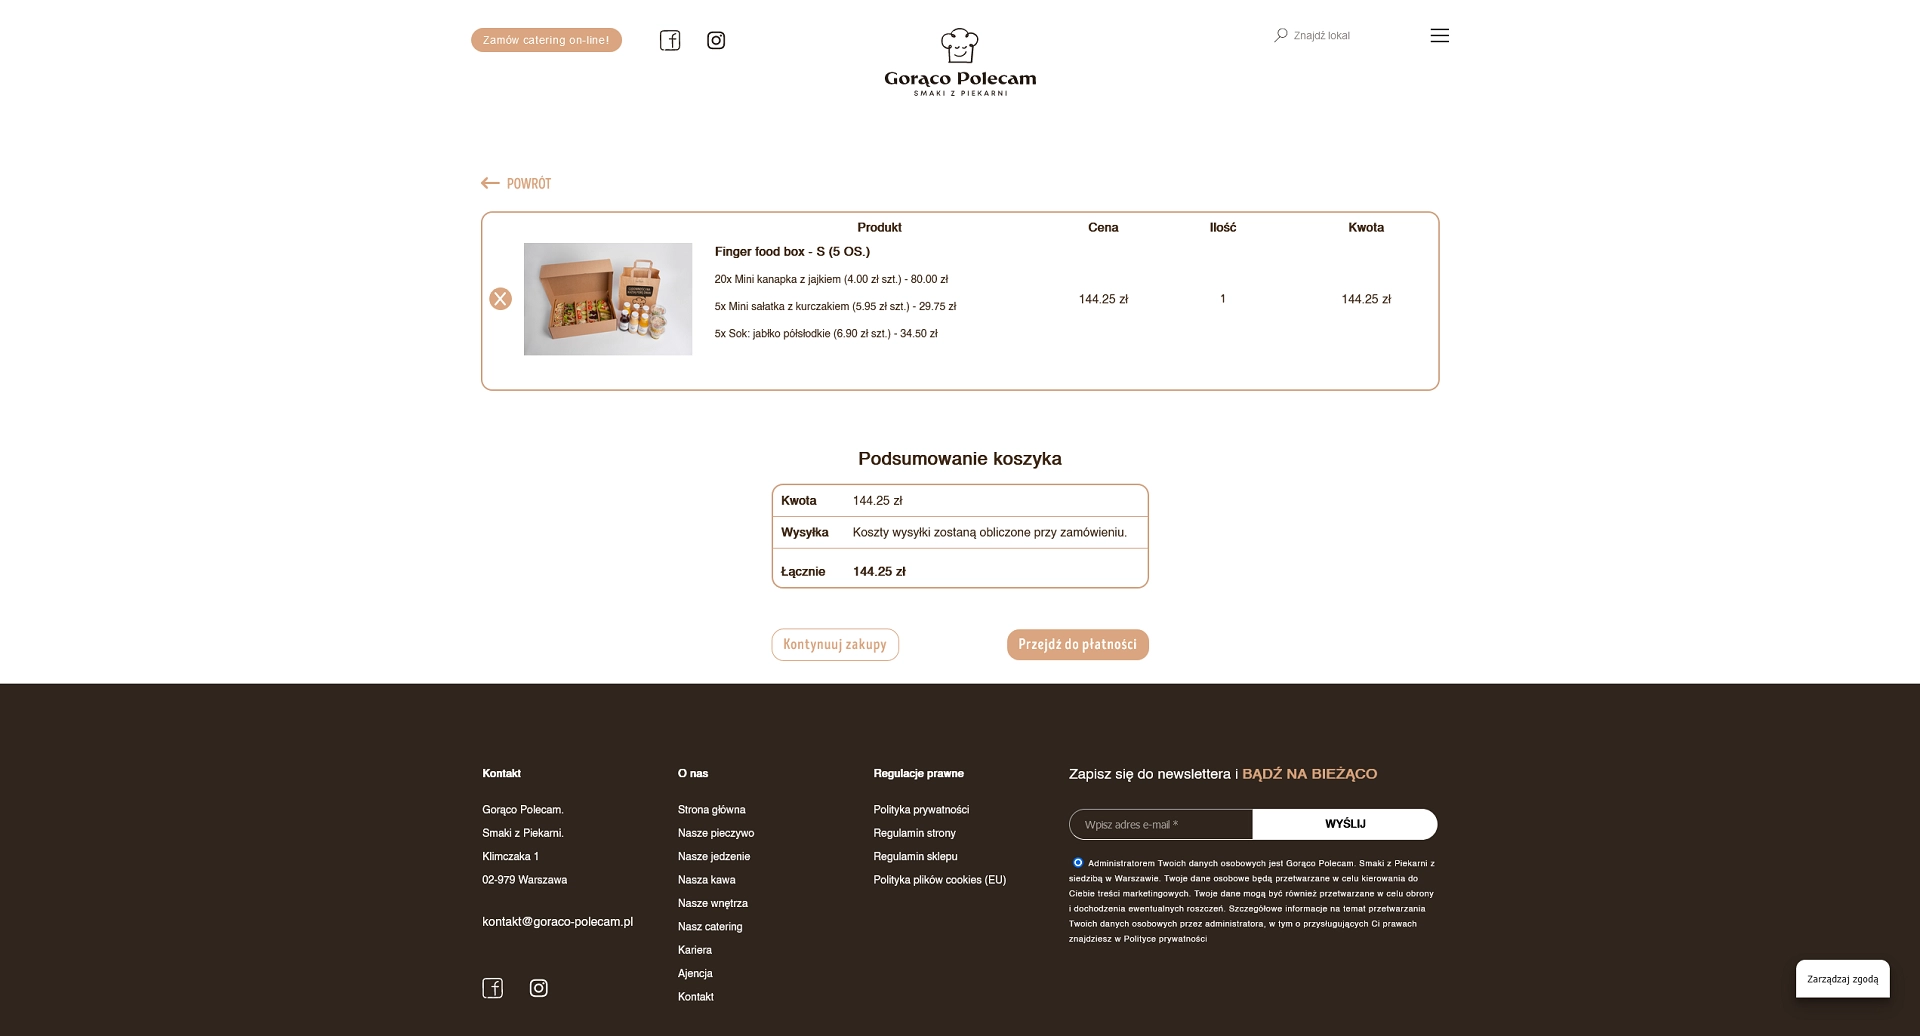 Zamów catering on-line!
Gorąco Polecam
SMAKI Z PIEKARNI
Znajdź lokal
POWRÓT
Produkt Cena Ilość Kwota
Finger food box - S (5 OS.)
20x Mini kanapka z jajkiem (4.00 zł szt.) - 80.00 zł
5x Mini sałatka z kurczakiem (5.95 zł szt.) - 29.75 zł
5x Sok: jabłko półsłodkie (6.90 zł szt.) - 34.50 zł
X
144.25 zł 1 144.25 zł
Podsumowanie koszyka
Kwota 144.25 zł
Wysyłka Koszty wysyłki zostaną obliczone przy zamówieniu.
Łącznie 144.25 zł
Kontynuuj zakupy
Przejdź do płatności
Kontakt
Gorąco Polecam.
Smaki z Piekarni.
Klimczaka 1
02-979 Warszawa
kontakt@goraco-polecam.pl
O nas
Strona główna
Nasze pieczywo
Nasze jedzenie
Nasza kawa
Nasze wnętrza
Nasz catering
Kariera
Ajencja
Kontakt
Regulacje prawne
Polityka prywatności
Regulamin strony
Regulamin sklepu
Polityka plików cookies (EU)
Zapisz się do newslettera i BĄDŹ NA BIEŻĄCO
Wpisz adres e-mail *
WYŚLIJ
Administratorem Twoich danych osobowych jest Gorąco Polecam. Smaki z Piekarni z
siedzibą w Warszawie. Twoje dane osobowe będą przetwarzane w celu kierowania do
Ciebie treści marketingowych. Twoje dane mogą być również przetwarzane w celu obrony
i dochodzenia ewentualnych roszczeń. Szczegółowe informacje na temat przetwarzania
Twoich danych osobowych przez administratora, w tym o przysługujących Ci prawach
znajdziesz w Polityce prywatności
Zarządzaj zgodą